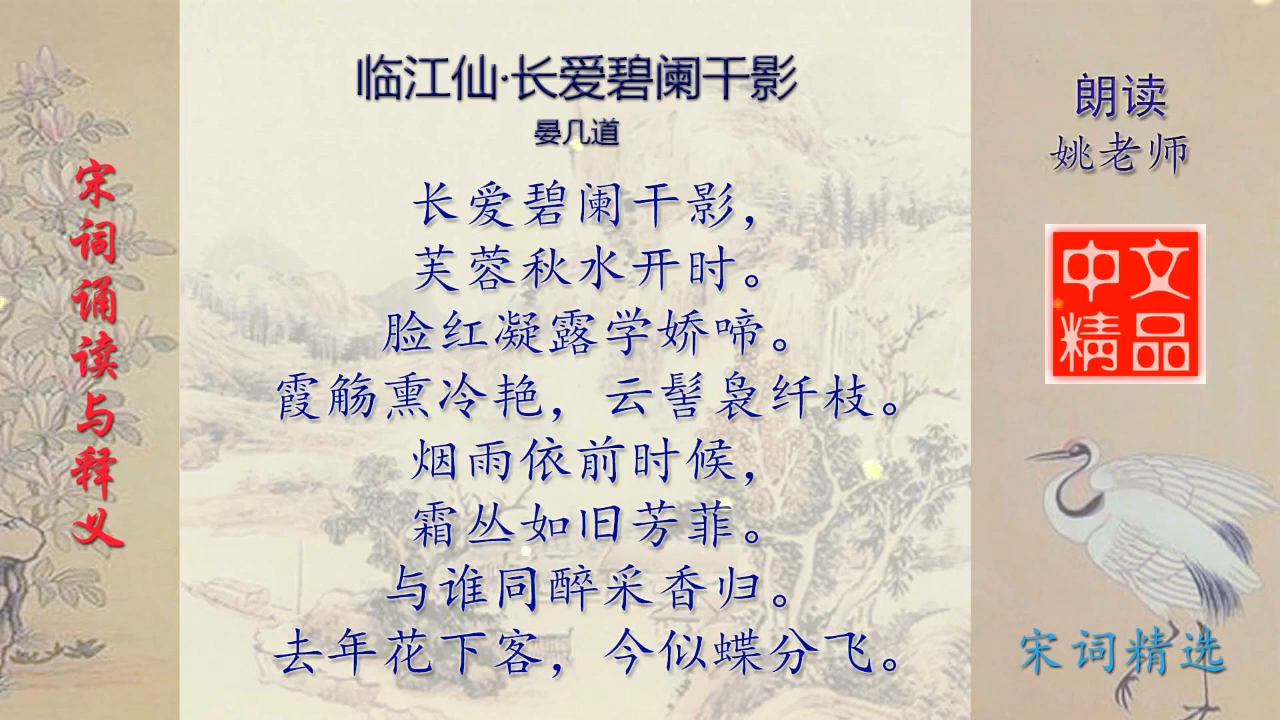 临江仙·长爱碧阑干影
晏几道
长爱碧阑干影，
芙蓉秋水开时。
脸红凝露学娇啼。
霞觞熏冷艳，云髻袅纤枝。
烟雨依前时候，
霜丛如旧芳菲。
与谁同醉采香归。
去年花下客，今似蝶分飞。
宋词诵读与释义
朗读
姚老师
中文
精品
宋词精选